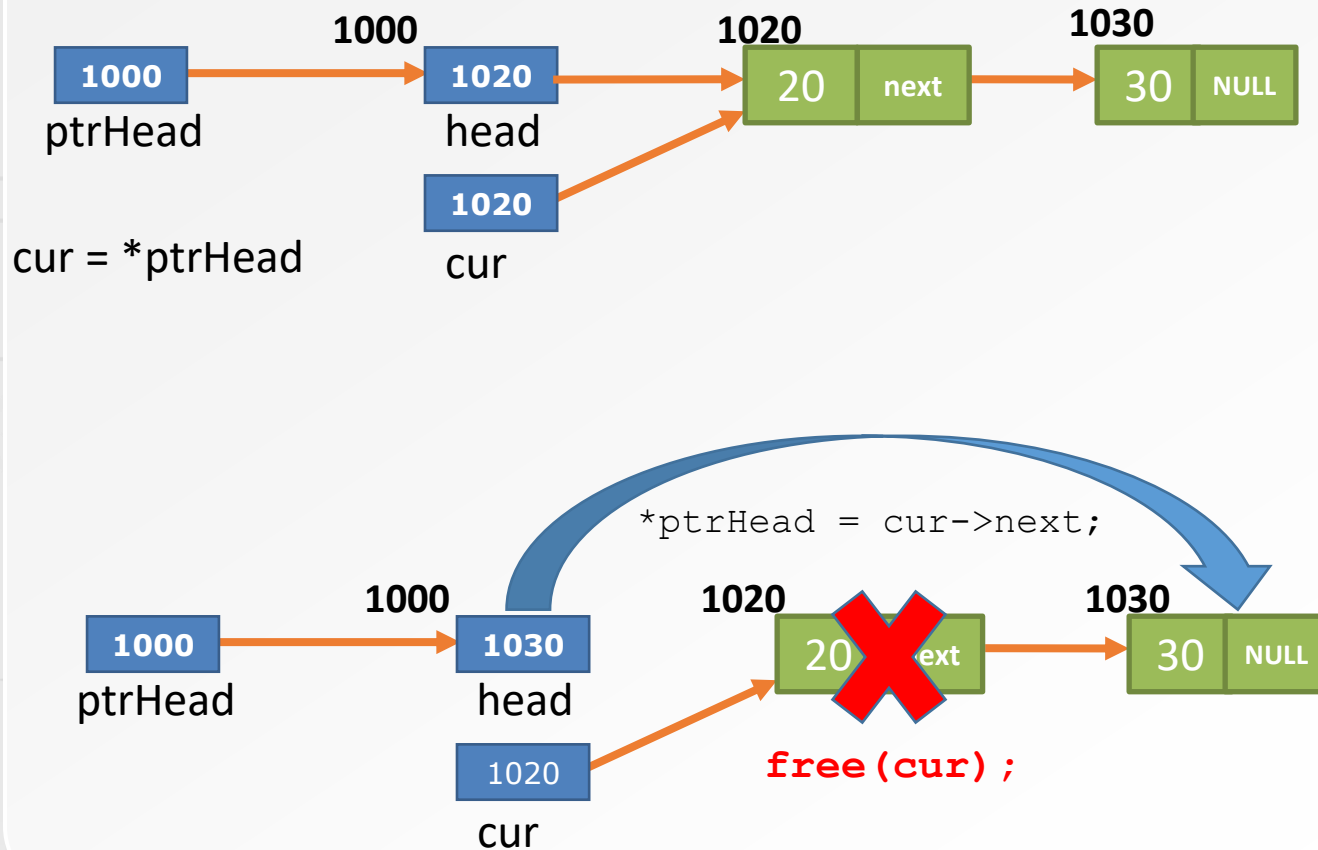 1000 1020 1030
1000 1020 20 next 30 NULL
ptrHead head
1020
cur = *ptrHead cur
*ptrHead = cur->next;
1000 1020 1030
1000 1030 20 ext 30 NULL
ptrHead head
1020 free(cur);
cur